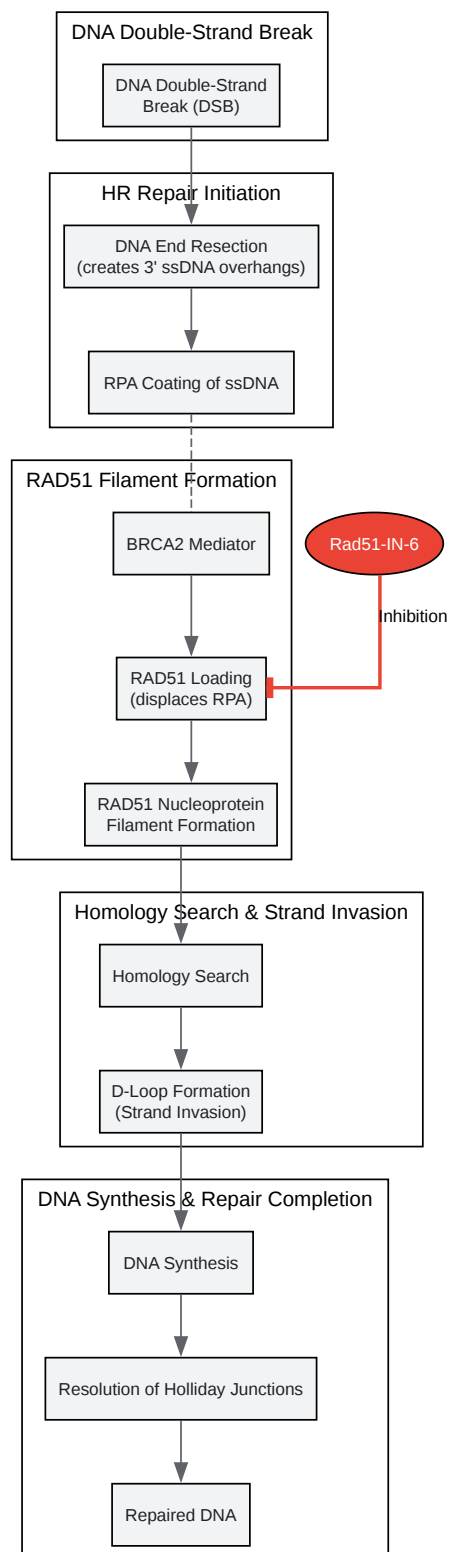 DNA Double-Strand Break
DNA Double-Strand
Break (DSB)
HR Repair Initiation
DNA End Resection
(creates 3' ssDNA overhangs)
RPA Coating of ssDNA
RAD51 Filament Formation
BRCA2 Mediator
Rad51-IN-6
Inhibition
RAD51 Loading
(displaces RPA)
RAD51 Nucleoprotein
Filament Formation
Homology Search & Strand Invasion
Homology Search
D-Loop Formation
(Strand Invasion)
DNA Synthesis & Repair Completion
DNA Synthesis
Resolution of Holliday Junctions
Repaired DNA